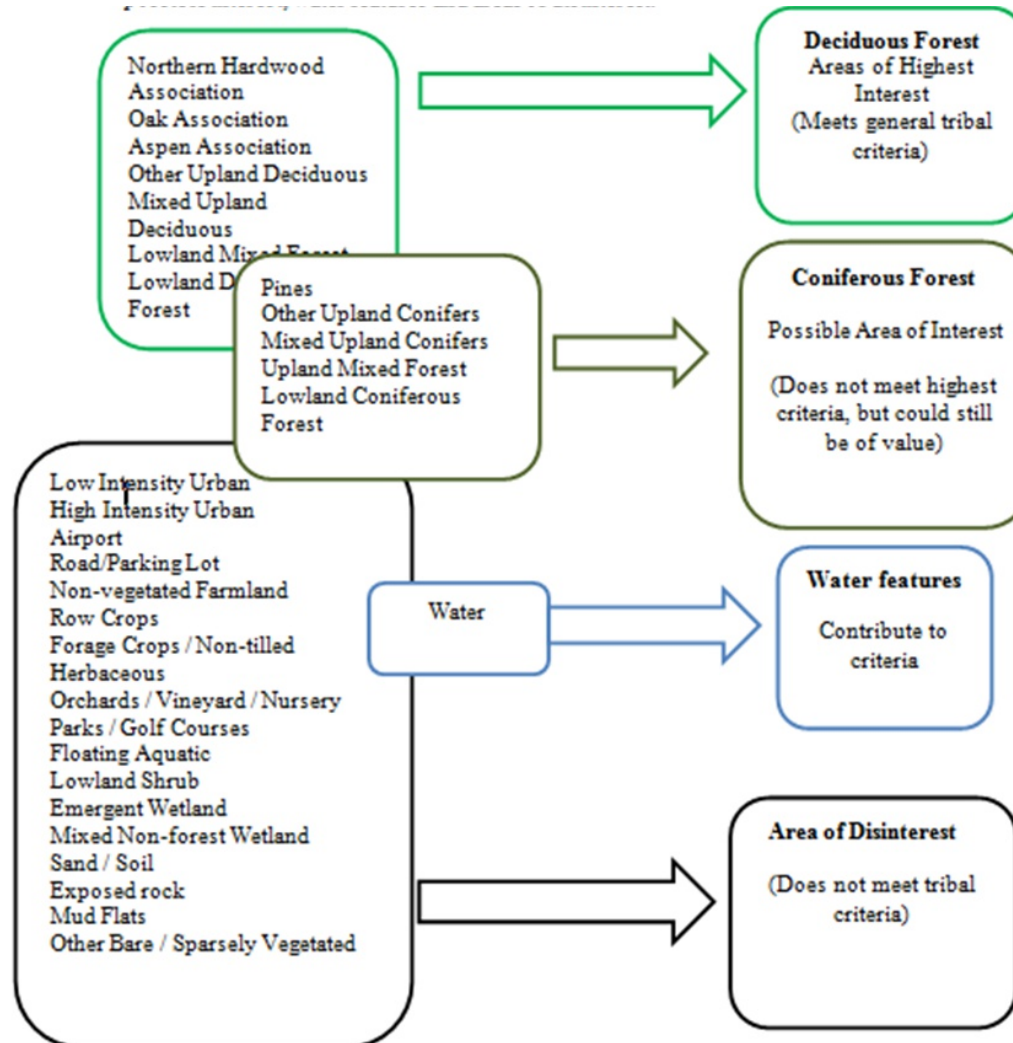 Northern Hardwood
Association
Oak Association
Aspen Association
Other Upland Deciduous
Mixed Upland
Deciduous
Lowland Mixed Forest
Lowland D
Forest
Deciduous Forest
Areas of Highest
Interest
(Meets general tribal
criteria)
Pines
Other Upland Conifers
Mixed Upland Conifers
Upland Mixed Forest
Lowland Coniferous
Forest
Coniferous Forest
Possible Area of Interest
(Does not meet highest
criteria, but could still
be of value)
Low Intensity Urban
High Intensity Urban
Airport
Road/Parking Lot
Non-vegetated Farmland
Row Crops
Forage Crops / Non-tilled
Herbaceous
Orchards / Vineyard / Nursery
Parks / Golf Courses
Floating Aquatic
Lowland Shrub
Emergent Wetland
Mixed Non-forest Wetland
Sand / Soil
Exposed rock
Mud Flats
Other Bare / Sparsely Vegetated
Water
Water features
Contribute to
criteria
Area of Disinterest
(Does not meet tribal
criteria)